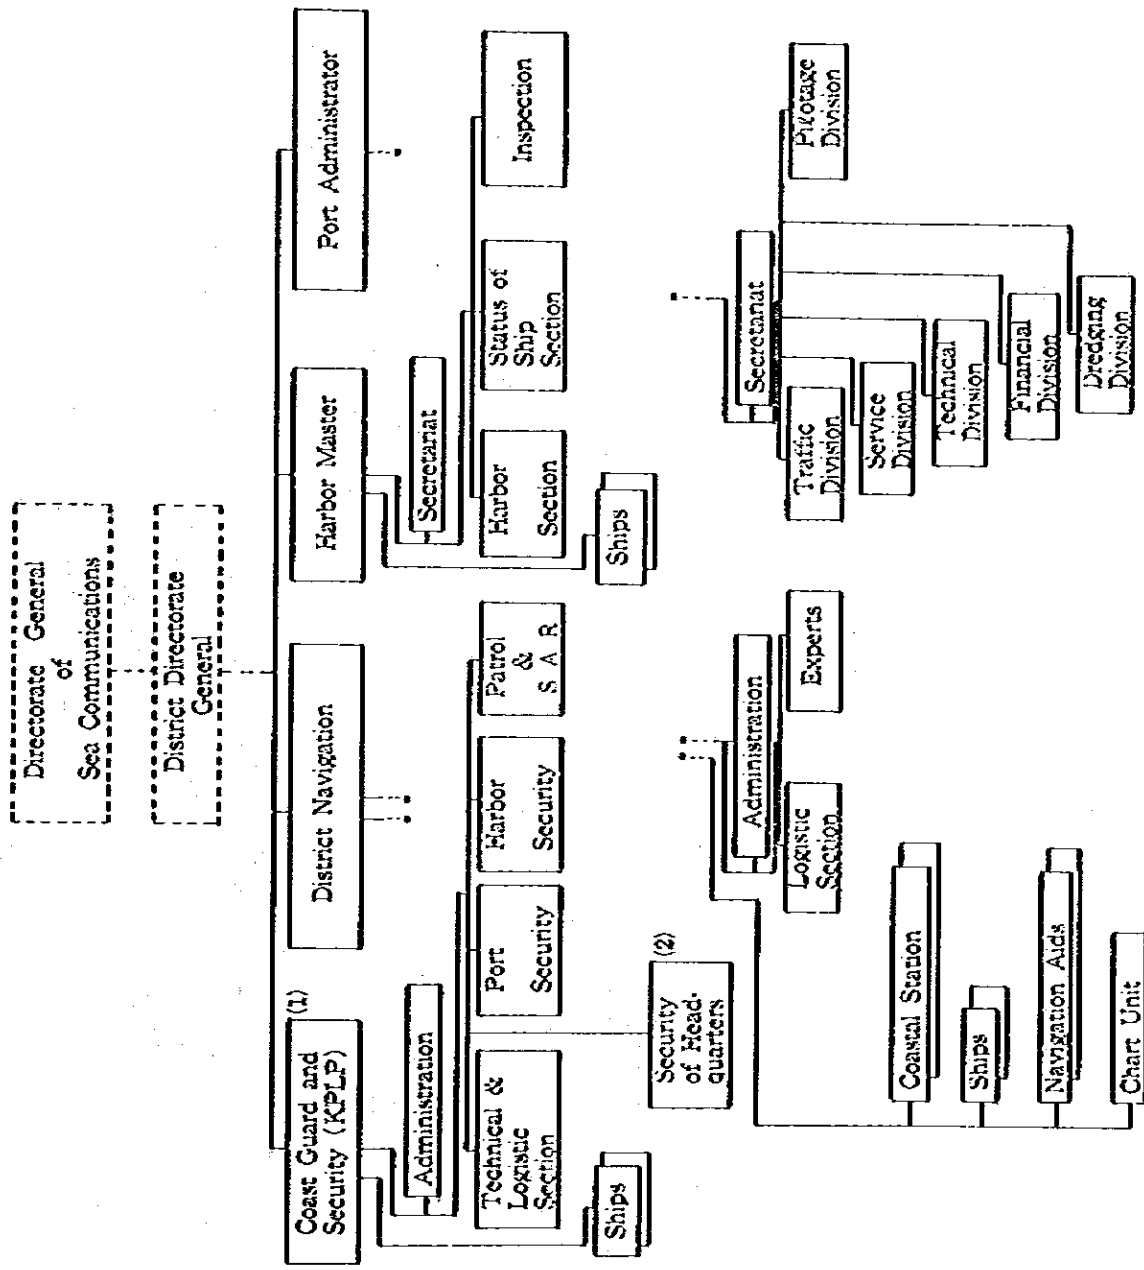 Directorate General
of
Sea Communications
District Directorate
General
Coast Guard and
Security (KPLP)
(1)
District Navigation
Harbor Master
Port Administrator
Administration
Technical &
Logistic
Section
Port
Security
Harbor
Security
Patrol
&
S A R
Security
of Head-
quarters
(2)
Ships
Secretariat
Harbor
Section
Status of
Ship
Section
Inspection
Ships
Administration
Logistic
Section
Experts
Coastal Station
Ships
Navigation Aids
Chart Unit
Secretariat
Traffic
Division
Service
Division
Technical
Division
Financial
Division
Dredging
Division
Pilotage
Division